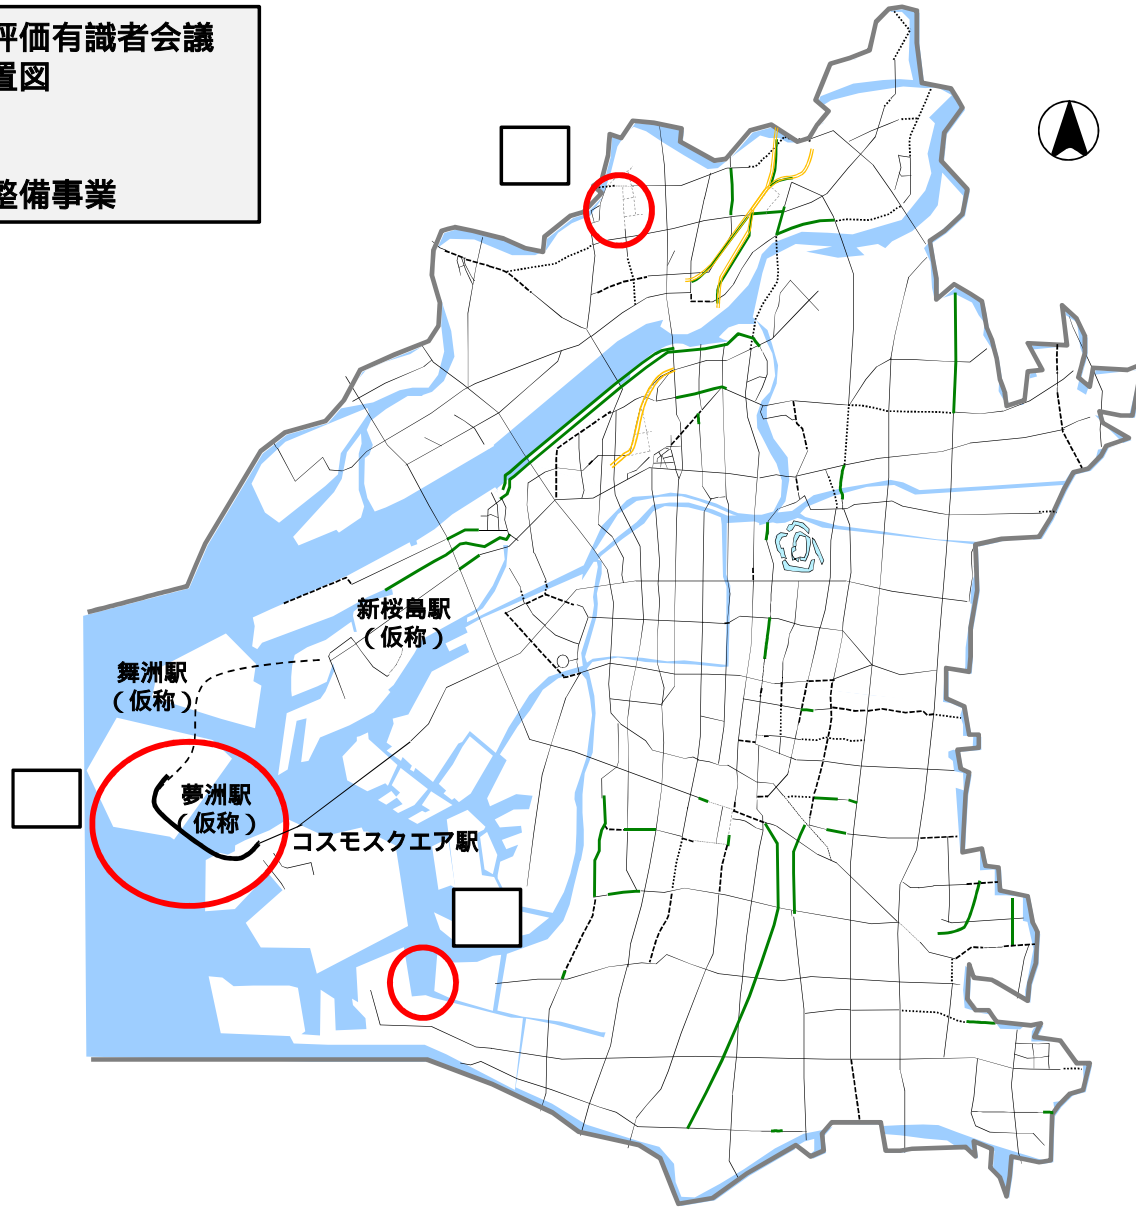 評価有識者会議
置図
整備事業
新桜島駅
（仮称）
舞洲駅
（仮称）
夢洲駅
（仮称）
コスモスクエア駅